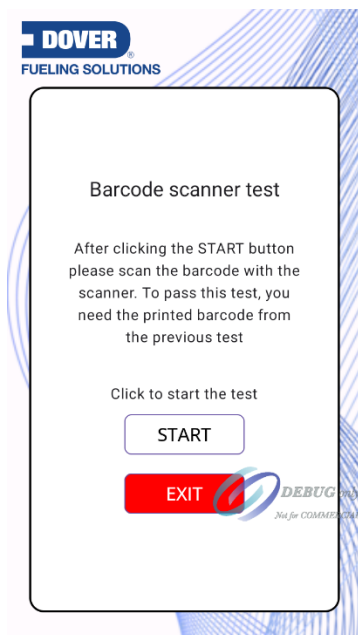 DOVER
®
FUELING SOLUTIONS
Barcode scanner test
After clicking the START button
please scan the barcode with the
scanner. To pass this test, you
need the printed barcode from
the previous test
Click to start the test
START
EXIT
DEBUG only
Not for COMMERCIAL